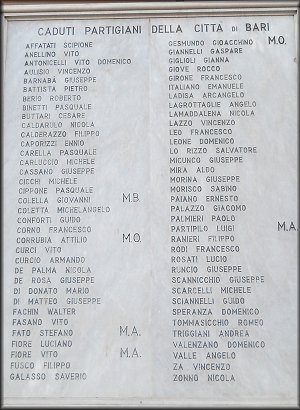 CADUTI PARTIGIANI DELLA CITTÀ DI BARI
AFFATATI SCIPIONE
ANELLINO VITO
ANTONICELLI VITO DOMENICO
AULISIO VINCENZO
BARNABA GIUSEPPE
BATTISTA PIETRO
BERIO ROBERTO
BINETTI PASQUALE
BUTTARI CESARE
CALDAROLO NICOLA
CALDERAZZO FILIPPO
CAPORIZZI ENNIO
CARELLA PASQUALE
CARLUCCIO MICHELE
CASSANO GIUSEPPE
CICCHI MICHELE
CIPPONE PASQUALE
COLELLA GIOVANNI M.B.
COLETTA MICHELANGELO
CONFORTI GUIDO
CORNO FRANCESCO
CORRUBIA ATTILIO M.O.
CURCI VITO
CURCIO ARMANDO
DE PALMA NICOLA
DE ROSA GIUSEPPE
DI DONATO MARIO
DI MATTEO GIUSEPPE
FACHIN WALTER
FASANO VITO
FATO STEFANO M.A.
FIORE LUCIANO
FIORE VITO M.A.
FUSCO FILIPPO
GALASSO SAVERIO
GESMUNDO GIOACCHINO M.O.
GIANNELLI GASPARE
GIGLIOLI GIANNA
GIOVE ROCCO
GIRONE FRANCESCO
ITALIANO EMANUELE
LADISA ARCANGELO
LAGROTTAGLIE ANGELO
LAMADDALENA NICOLA
LAZZO VINCENZO
LEO FRANCESCO
LEONE DOMENICO
LO RIZZO SALVATORE
MICUNCO GIUSEPPE
MIRA ALDO
MORINA GIUSEPPE
MORISCO SABINO
PAIANO ERNESTO
PALAZZO GIACOMO
PALMIERI PAOLO
PARTIPILO LUIGI M.A.
RANIERI FILIPPO
RODI FRANCESCO
ROSATI LUCIO
RUNCIO GIUSEPPE
SCANNICCHIO GIUSEPPE
SCARCELLI MICHELE
SCIANNELLI GUIDO
SPERANZA DOMENICO
TOMMASICCHIO ROMEO
TRIGGIANI ANDREA
VALENZANO DOMENICO
VALLE ANGELO
ZA VINCENZO
ZONNO NICOLA